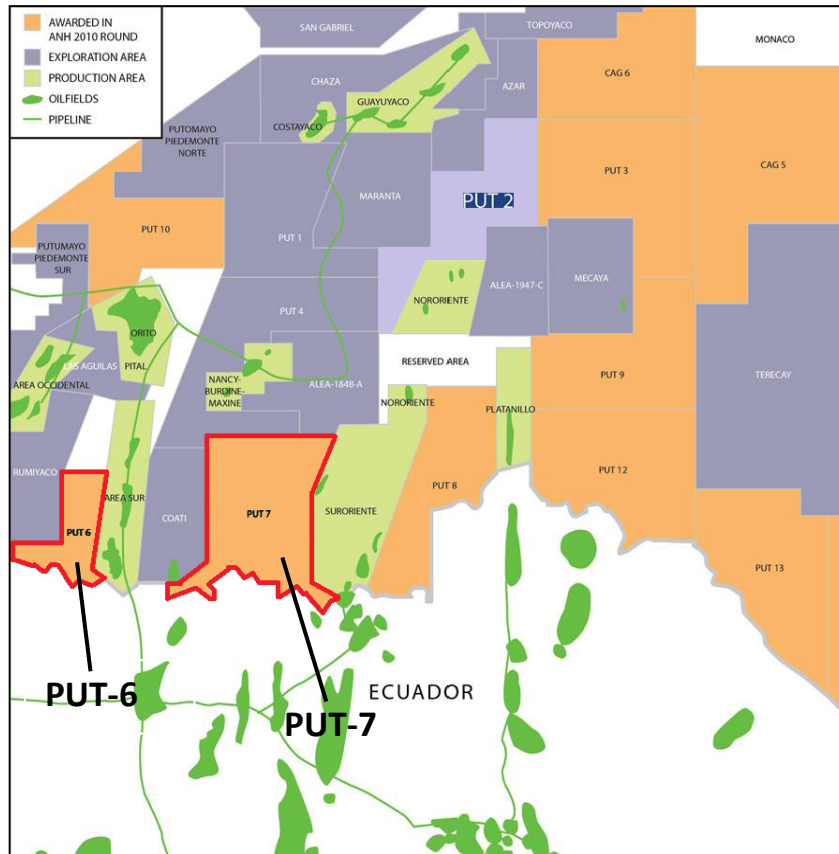 AWARDED IN
ANH 2010 ROUND
EXPLORATION AREA
PRODUCTION AREA
OILFIELDS
PIPELINE
SAN GABRIEL
TOPOYACO
MONACO
CHAZA
AZAR
CAG 6
GUAYUYACO
COSTAYACO
PUTOMAYO
PIEDEMONTE
NORTE
CAG 5
PUT 3
MARANTA
PUT 2
PUT 10
PUT 1
PUTUMAYO
PIEDEMONTE
SUR
MECAYA
ALEA-1947-C
NORORIENTE
PUT 4
ORITO
RESERVED AREA
LAS AGUILAS
PITAL
TERECAY
PUT 9
NANCY-
BURDINE-
MAXINE
ALEA-1848-A
AREA OCCIDENTAL
NORORIENTE
PLATANILLO
RUMIYACO
PUT 12
PUT 8
AREA SUR
SURORIENTE
PUT 7
COATI
PUT 6
PUT 13
PUT-6
ECUADOR
PUT-7